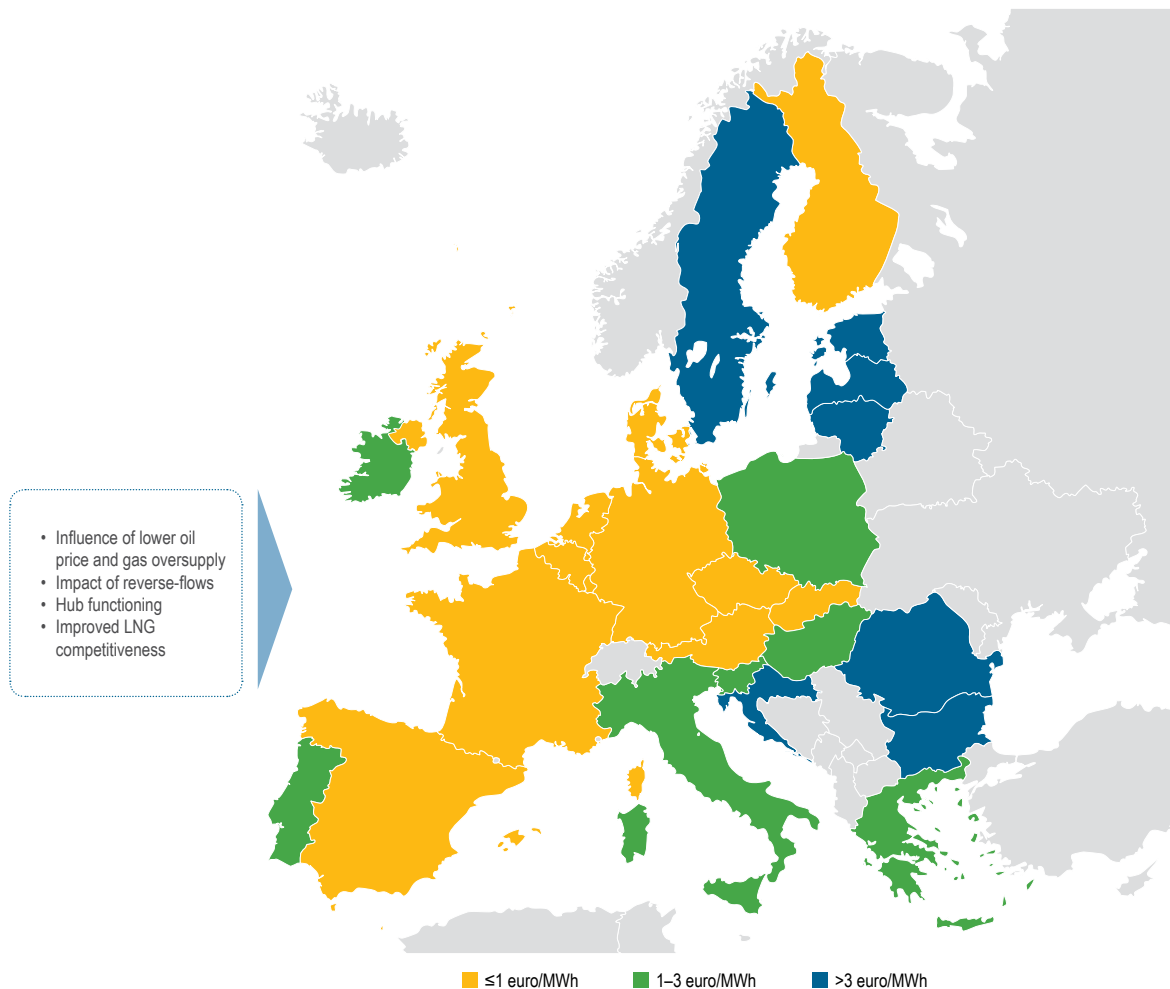 • Influence of lower oil
price and gas oversupply
• Impact of reverse-flows
• Hub functioning
• Improved LNG
competitiveness
≤1 euro/MWh
1–3 euro/MWh
>3 euro/MWh